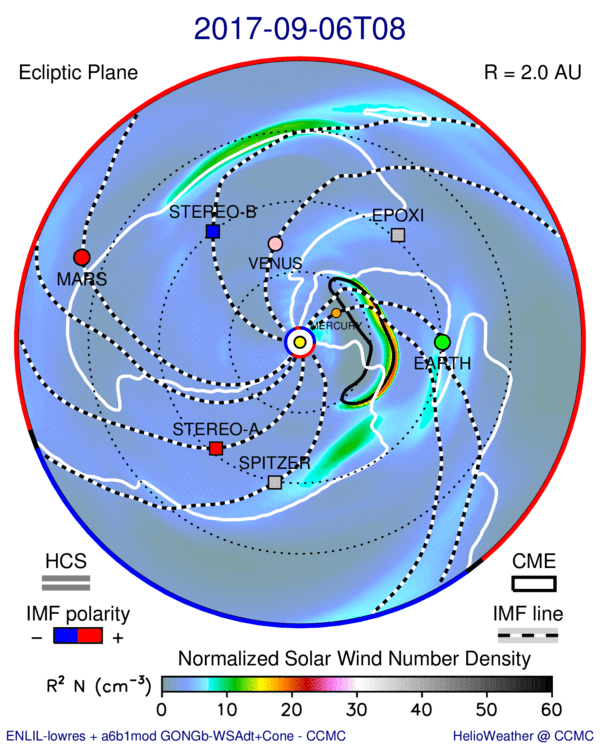 2017-09-06T08
Ecliptic Plane
R = 2.0 AU
STEREO-B
EPOXI
VENUS
MARS
MERCURY
EARTH
STEREO-A
SPITZER
HCS
CME
IMF polarity
IMF line
− +
Normalized Solar Wind Number Density
R² N (cm⁻³)
0 10 20 30 40 50 60
ENLIL-lowres + a6b1mod GONGb-WSAdt+Cone - CCMC
HelioWeather @ CCMC